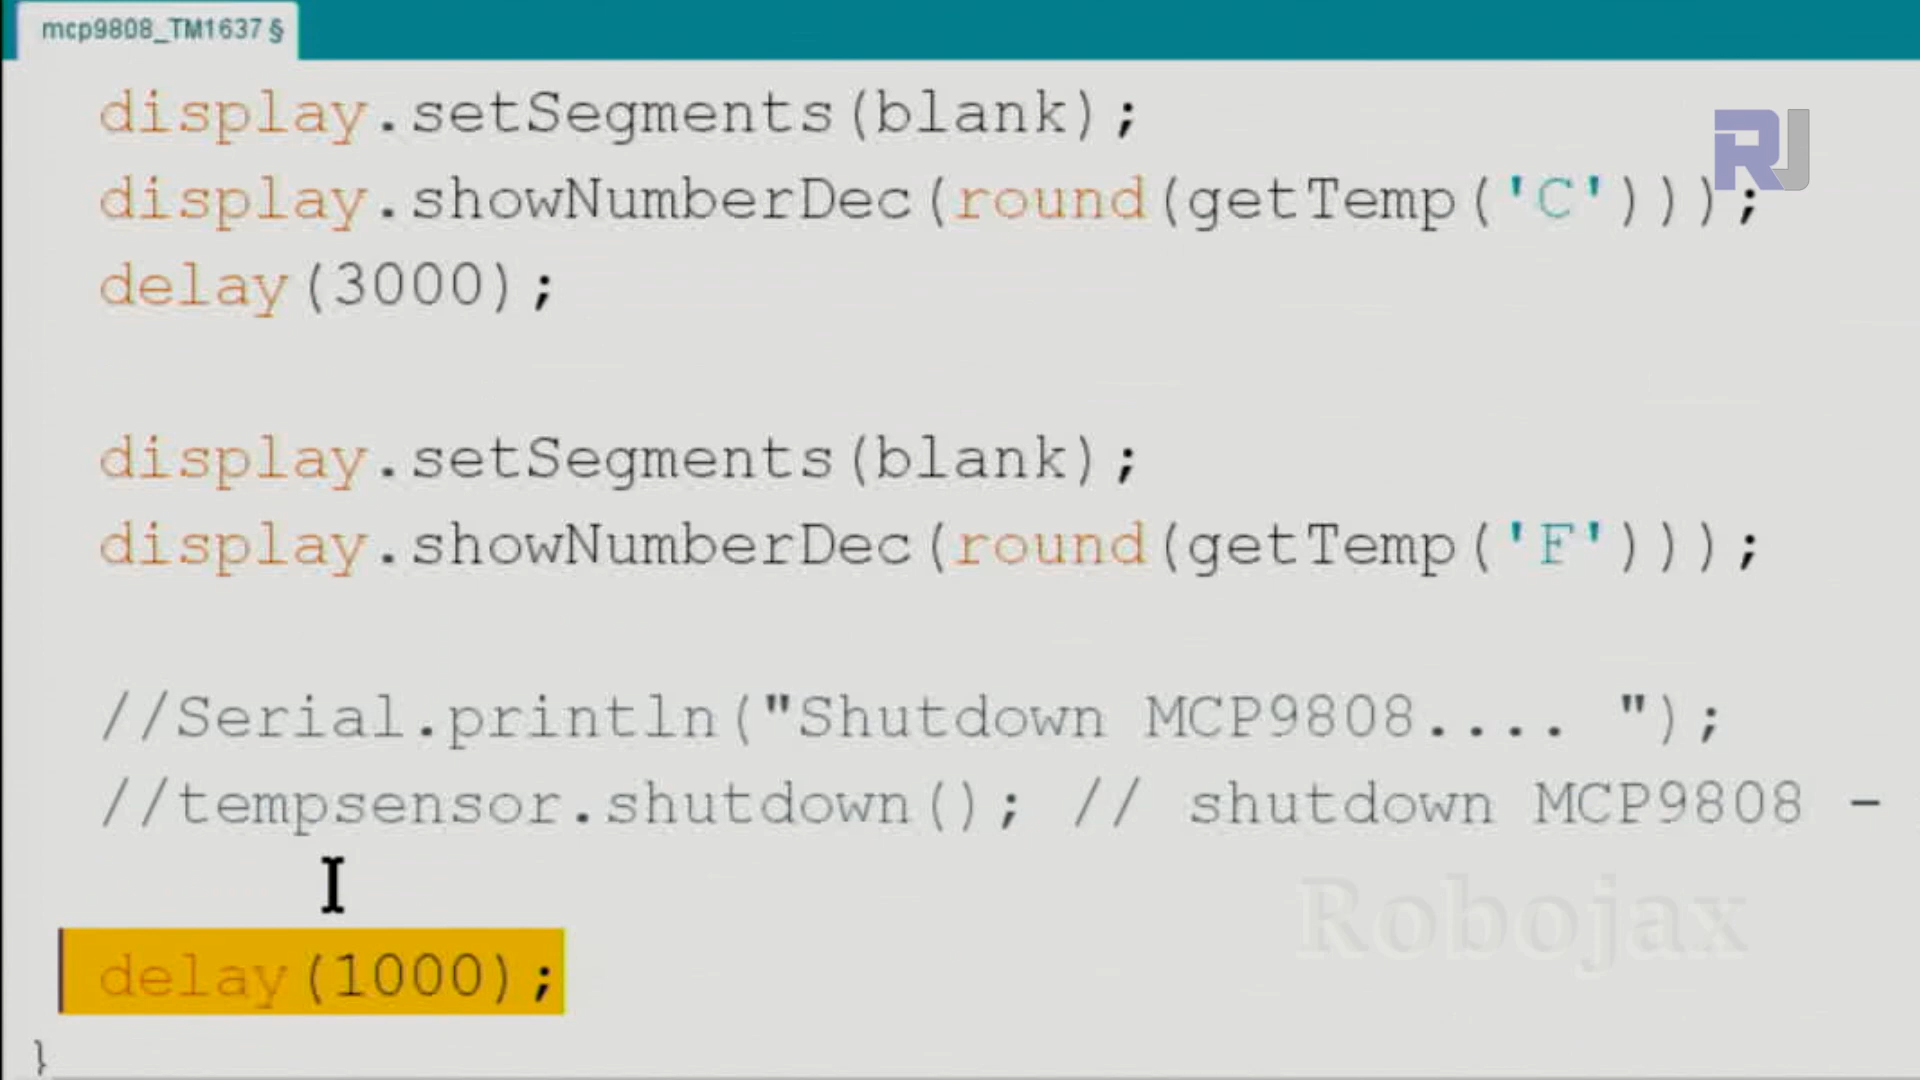 mcp9808_TM1637 §
display.setSegments(blank);
display.showNumberDec(round(getTemp('C')));
delay(3000);
display.setSegments(blank);
display.showNumberDec(round(getTemp('F')));
//Serial.println("Shutdown MCP9808.... ");
//tempsensor.shutdown(); // shutdown MCP9808 -
delay(1000);
}
RJ
Robojax